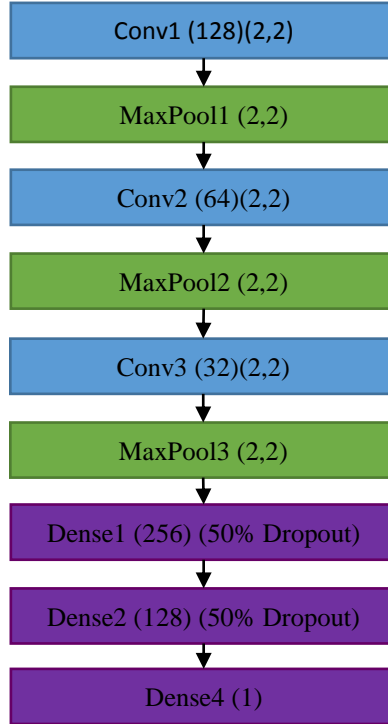 Conv1 (128)(2,2)
MaxPool1 (2,2)
Conv2 (64)(2,2)
MaxPool2 (2,2)
Conv3 (32)(2,2)
MaxPool3 (2,2)
Dense1 (256) (50% Dropout)
Dense2 (128) (50% Dropout)
Dense4 (1)